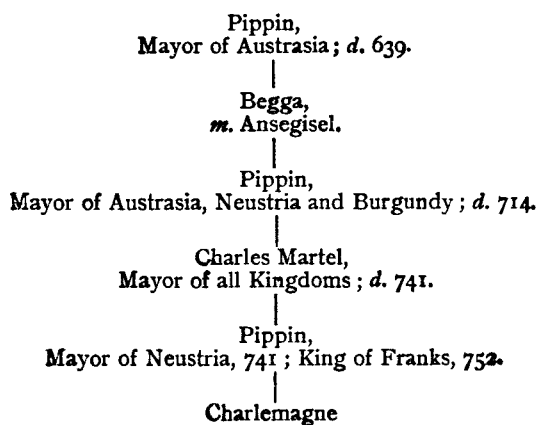 Pippin,
Mayor of Austrasia; d. 639.
Begga,
m. Ansegisel.
Pippin,
Mayor of Austrasia, Neustria and Burgundy; d. 714.
Charles Martel,
Mayor of all Kingdoms; d. 741.
Pippin,
Mayor of Neustria, 741; King of Franks, 752.
Charlemagne